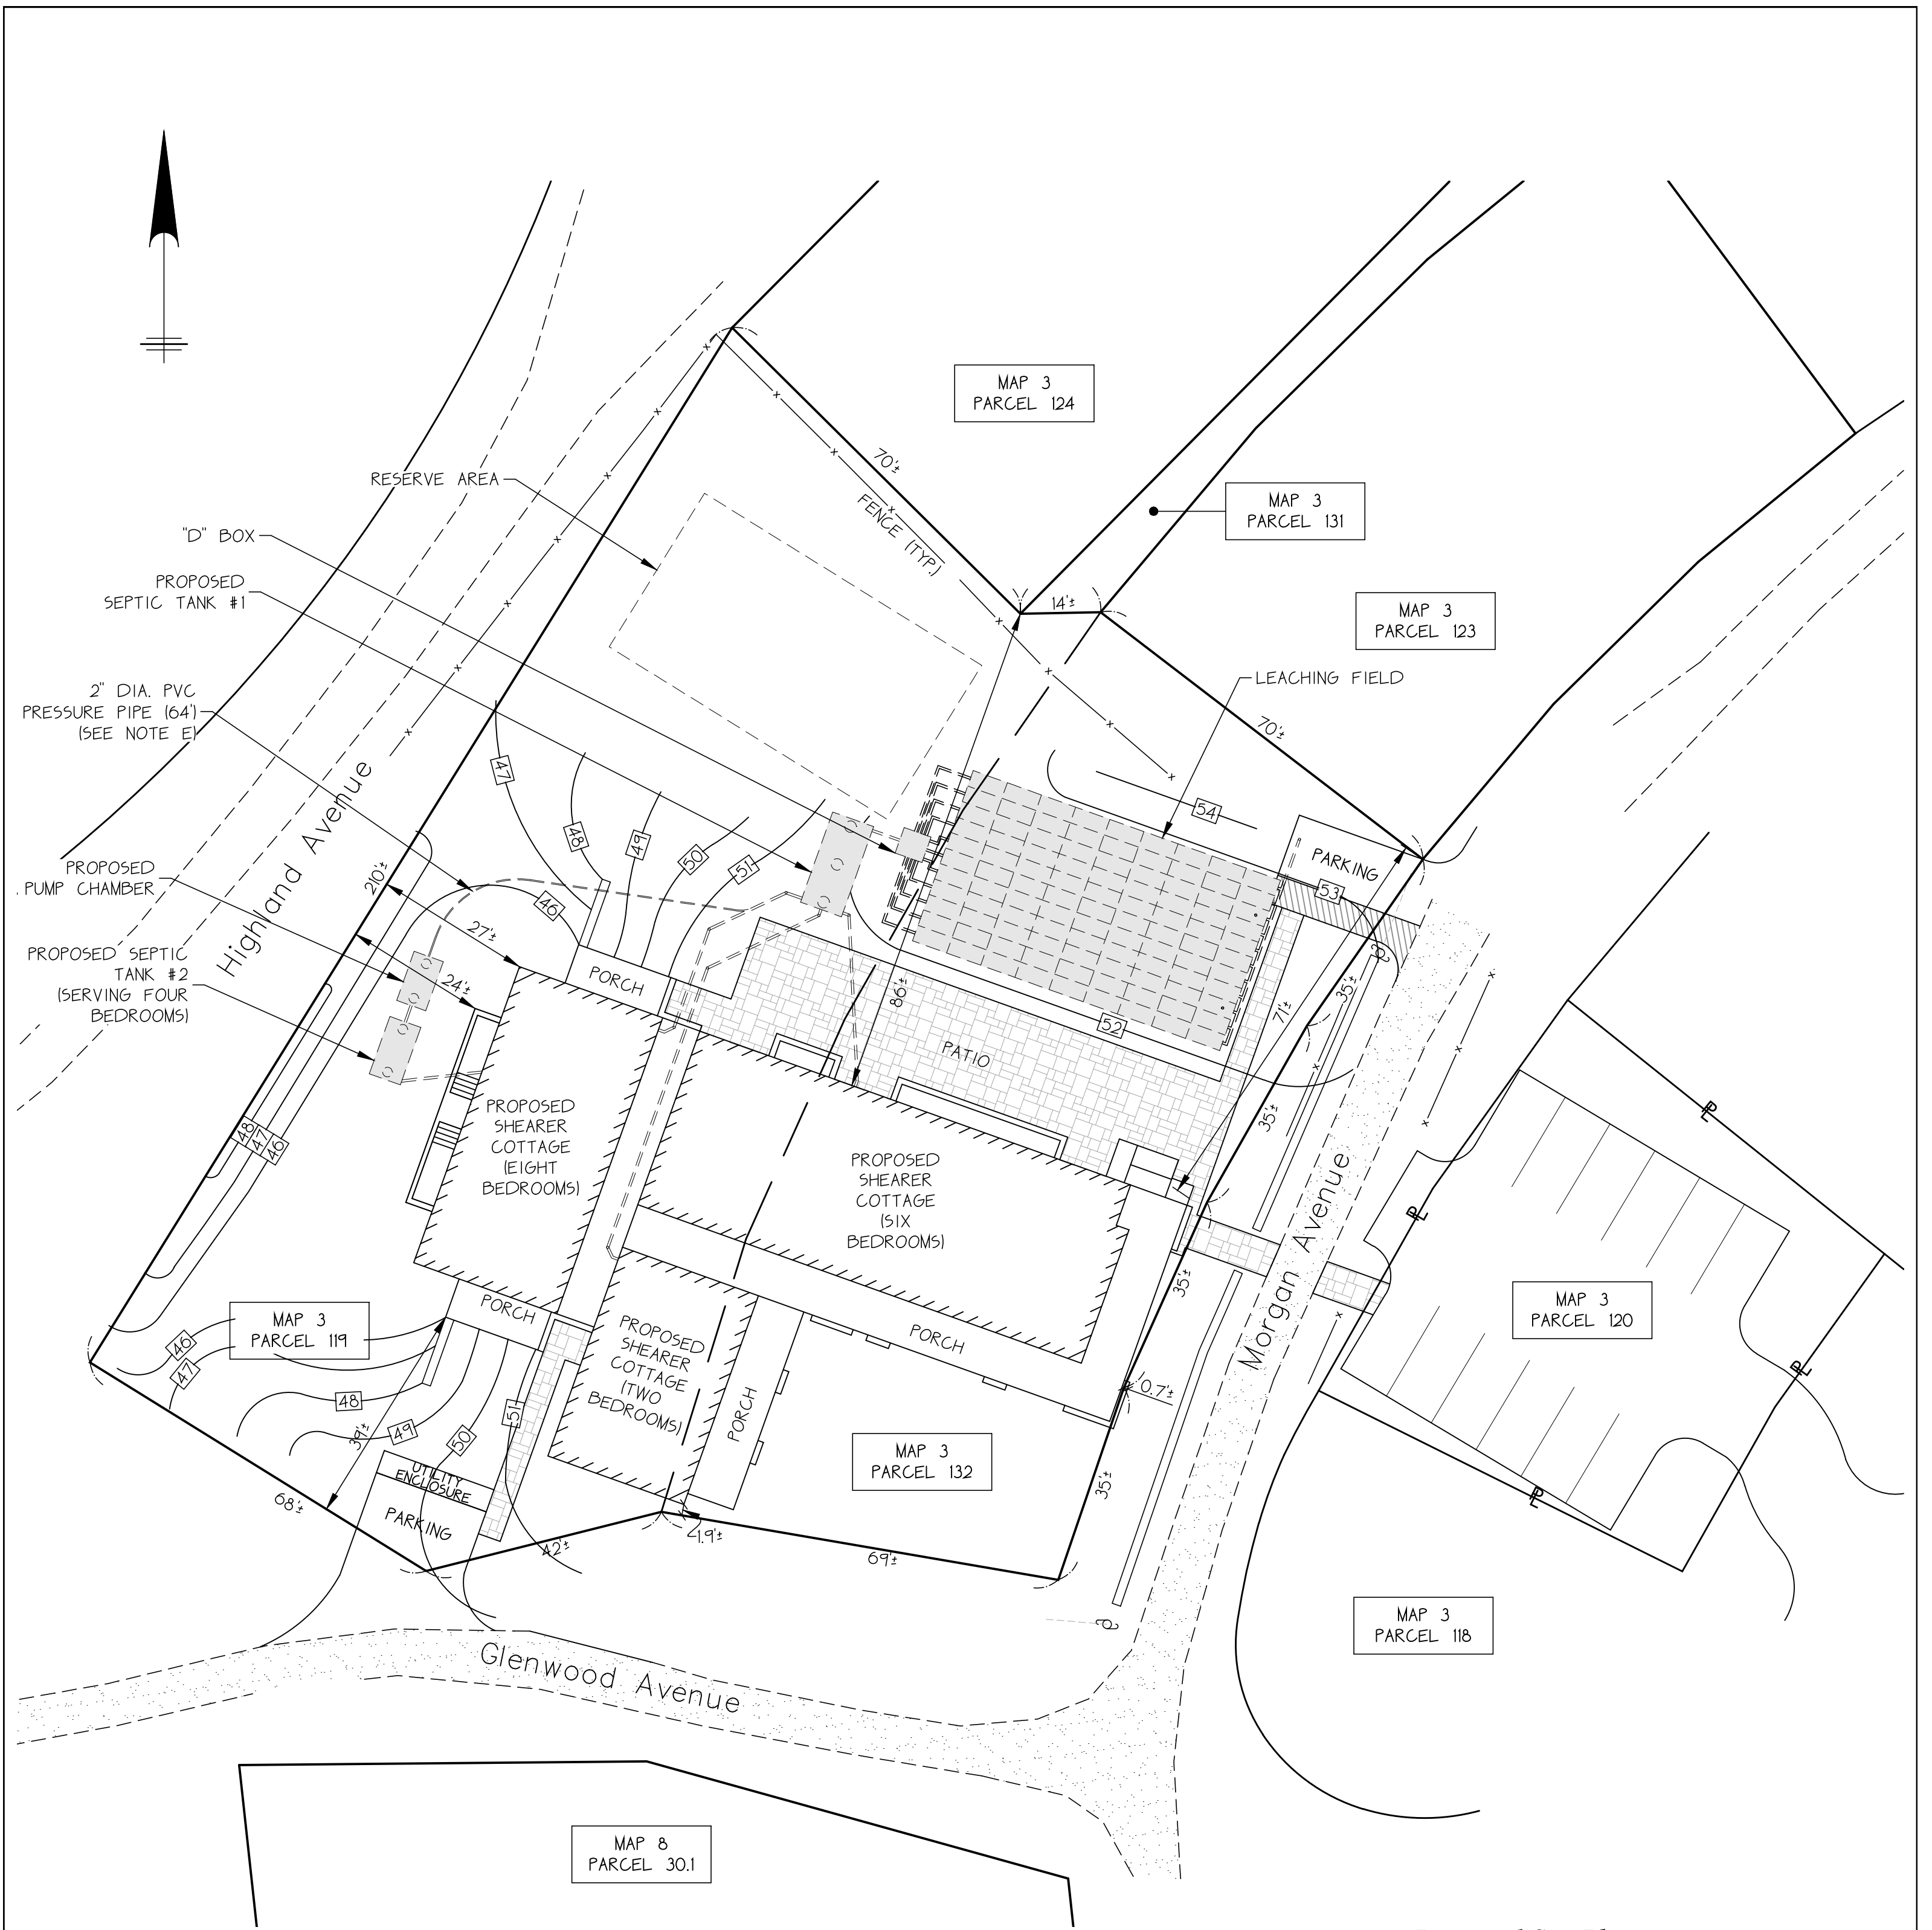 MAP 3
PARCEL 124
70'±
RESERVE AREA
FENCE (TYP.)
MAP 3
PARCEL 131
"D" BOX
PROPOSED
SEPTIC TANK #1
14'±
MAP 3
PARCEL 123
LEACHING FIELD
2" DIA. PVC
PRESSURE PIPE (64')
(SEE NOTE E)
70'±
47
48
49
50
51
54
Highland Avenue
PROPOSED
PUMP CHAMBER
210'±
46
PARKING
53
27'±
PROPOSED SEPTIC
TANK #2
(SERVING FOUR
BEDROOMS)
24'±
PORCH
86'±
35'±
71'±
52
PATIO
48
47
46
PROPOSED
SHEARER
COTTAGE
(EIGHT
BEDROOMS)
35'±
PROPOSED
SHEARER
COTTAGE
(SIX
BEDROOMS)
Morgan Avenue
35'±
MAP 3
PARCEL 120
PL
PL
PL
PL
MAP 3
PARCEL 119
46
47
PORCH
PROPOSED
SHEARER
COTTAGE
(TWO
BEDROOMS)
PORCH
PORCH
0.7'±
48
49
50
51
39'±
UTILITY
ENCLOSURE
PARKING
MAP 3
PARCEL 132
35'±
68'±
42'±
1.9'±
69'±
MAP 3
PARCEL 118
Glenwood Avenue
MAP 8
PARCEL 30.1